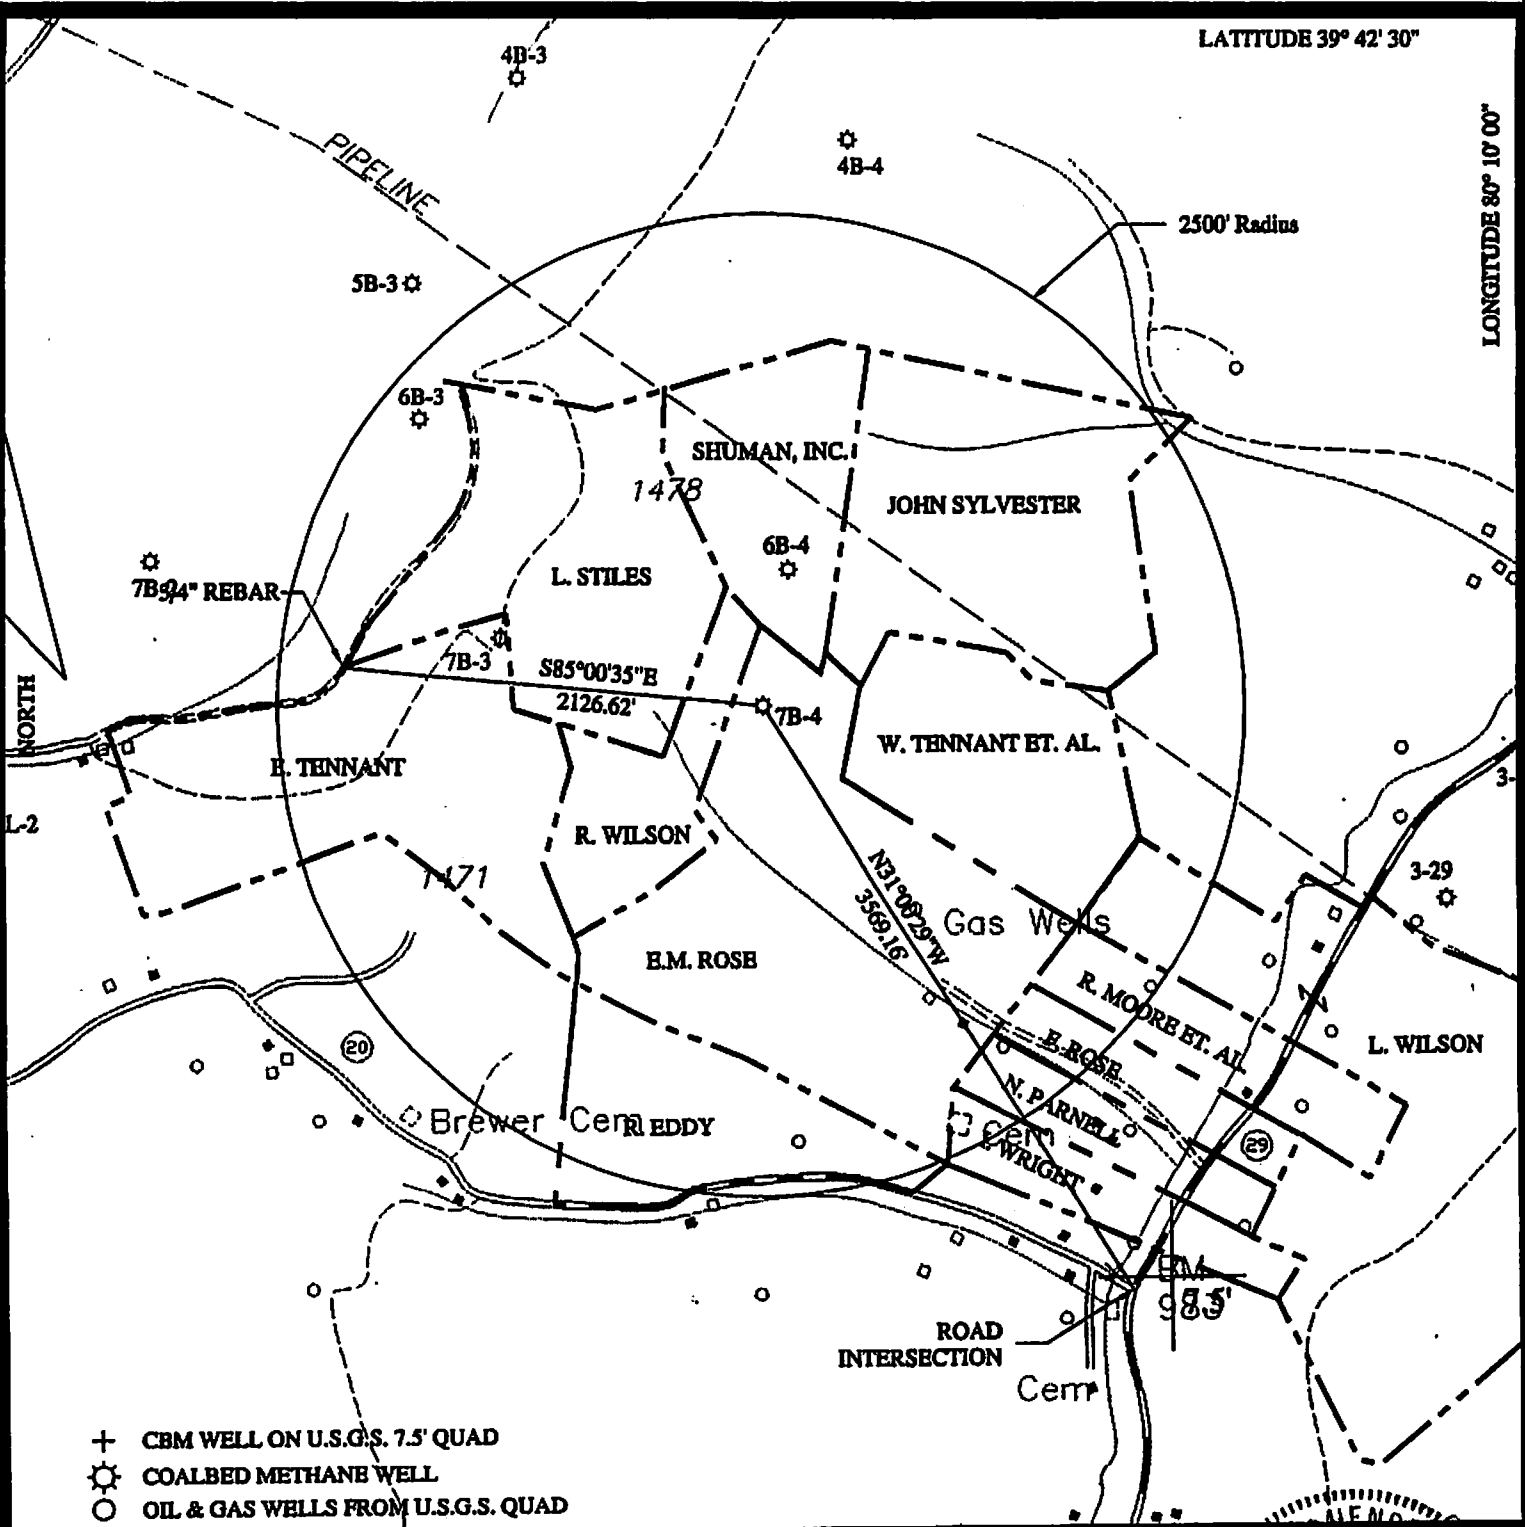 LATITUDE 39° 42' 30"
LONGITUDE 80° 10' 00"
4B-3
4B-4
PIPELINE
2500' Radius
5B-3
6B-3
SHUMAN, INC.
1478
JOHN SYLVESTER
6B-4
L. STILES
3/4" REBAR
7B-3
S85°00'35"E
2126.62'
7B-4
NORTH
W. TENNANT ET. AL.
E. TENNANT
L-2
3-
R. WILSON
1471
3-29
N31°00'29"W
3569.16'
Gas Wells
E.M. ROSE
R. MOORE ET. AL.
L. WILSON
20
E. ROSE
N. PARNELL
Brewer Cem
R. EDDY
Cem
WRIGHT
29
BM
ROAD
INTERSECTION
Cem
CBM WELL ON U.S.G.S. 7.5' QUAD
COALBED METHANE WELL
OIL & GAS WELLS FROM U.S.G.S. QUAD